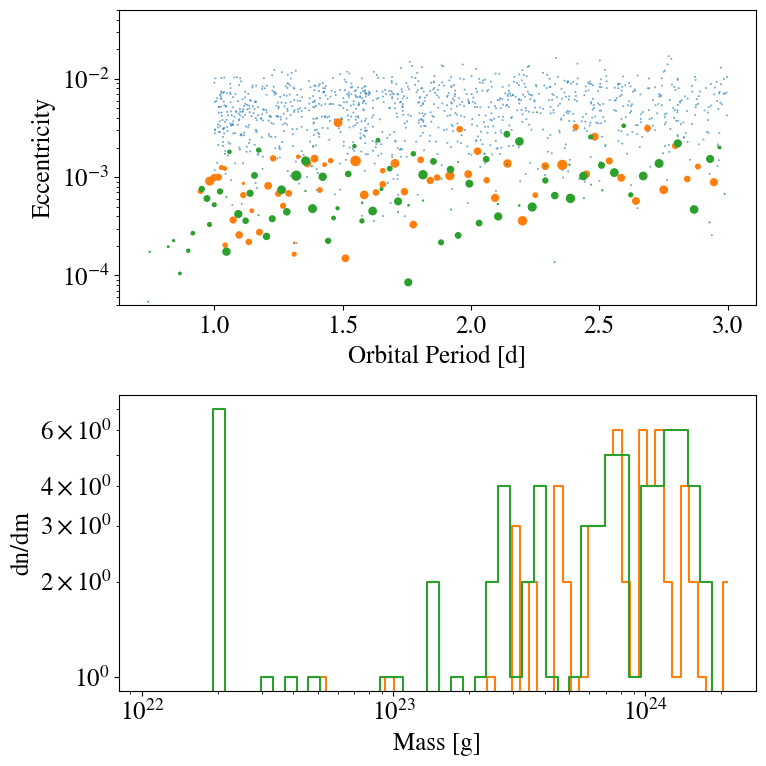 Eccentricity
10⁻²
10⁻³
10⁻⁴
1.0 1.5 2.0 2.5 3.0
Orbital Period [d]
dn/dm
6 × 10⁰
4 × 10⁰
3 × 10⁰
2 × 10⁰
10⁰
10²² 10²³ 10²⁴
Mass [g]